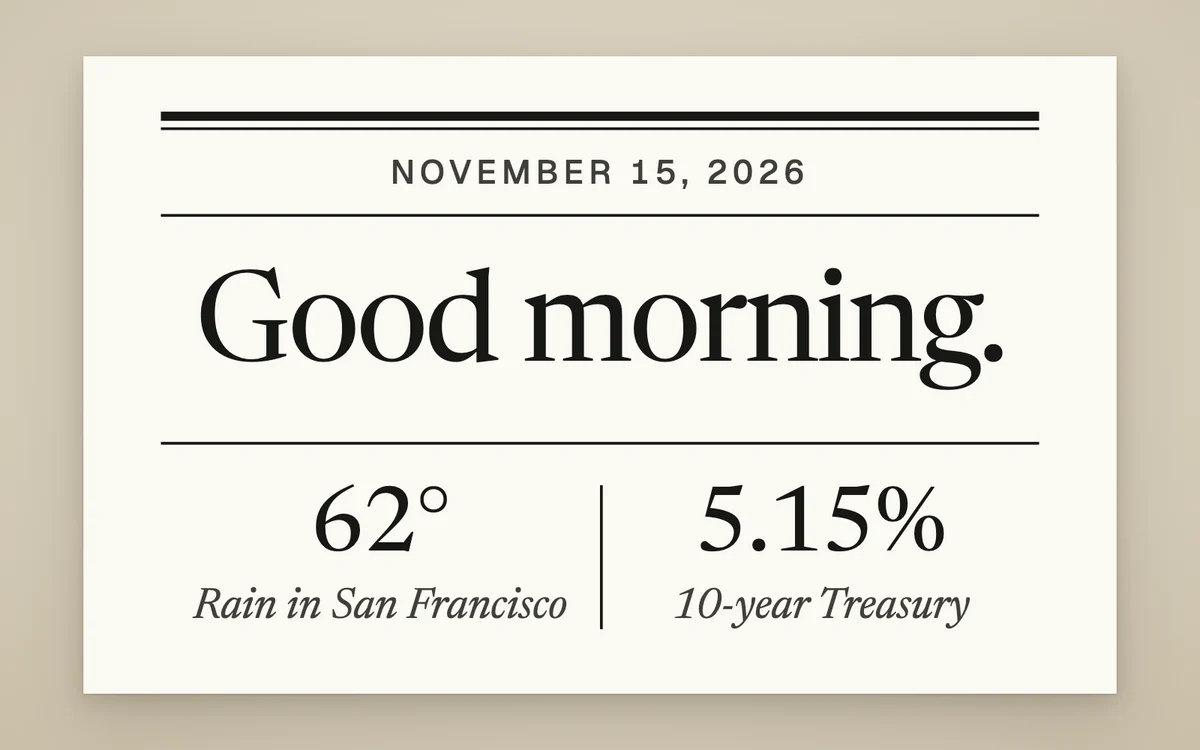 NOVEMBER 15, 2026
Good morning.
62°
Rain in San Francisco
5.15%
10-year Treasury